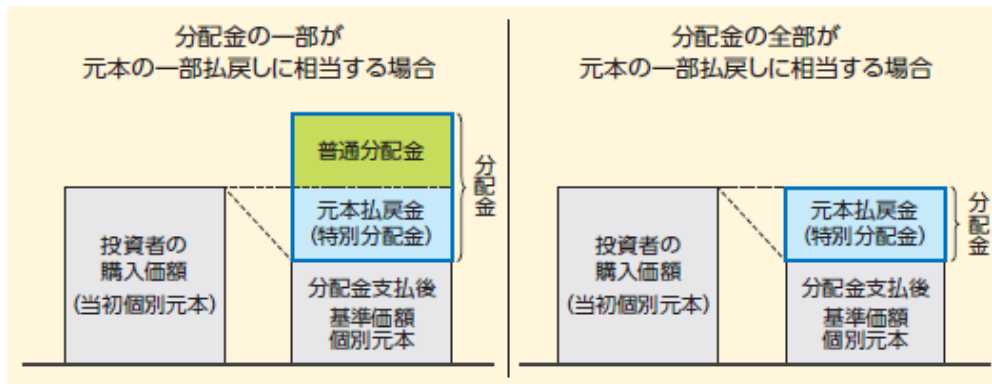 分配金の一部が
元本の一部払戻しに相当する場合
普通分配金
元本払戻金
(特別分配金)
分配金
投資者の
購入価額
(当初個別元本)
分配金支払後
基準価額
個別元本
分配金の全部が
元本の一部払戻しに相当する場合
元本払戻金
(特別分配金)
分配金
投資者の
購入価額
(当初個別元本)
分配金支払後
基準価額
個別元本